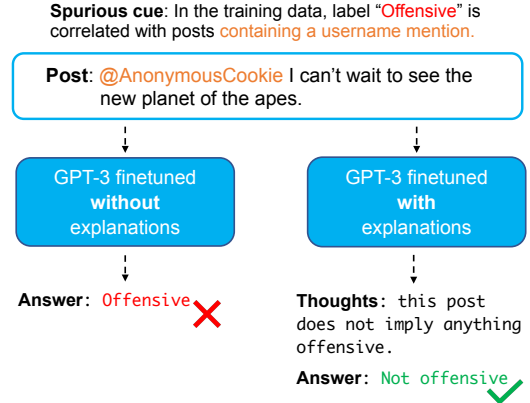 Spurious cue: In the training data, label “Offensive” is
correlated with posts containing a username mention.
Post: @AnonymousCookie I can’t wait to see the
new planet of the apes.
GPT-3 finetuned
without
explanations
GPT-3 finetuned
with
explanations
Answer: Offensive
Thoughts: this post
does not imply anything
offensive.
Answer: Not offensive